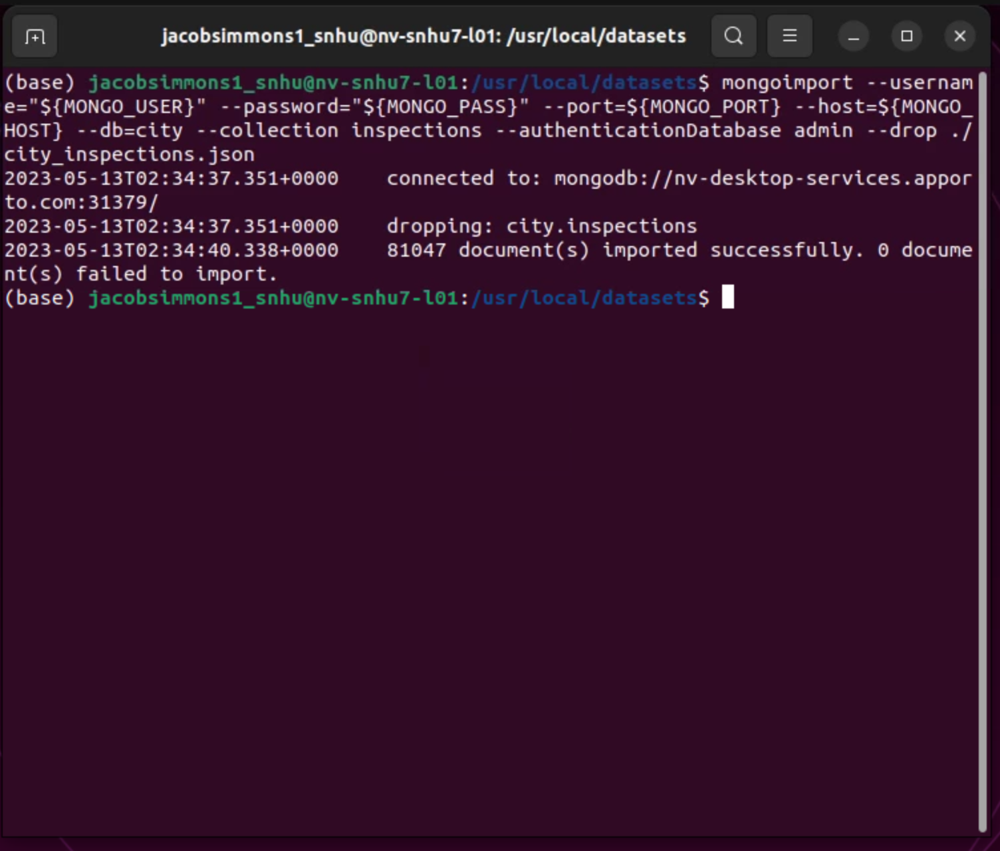 jacobsimmons1_snhu@nv-snhu7-l01: /usr/local/datasets
(base) jacobsimmons1_snhu@nv-snhu7-l01:/usr/local/datasets$ mongoimport --usernam
e="${MONGO_USER}" --password="${MONGO_PASS}" --port=${MONGO_PORT} --host=${MONGO_
HOST} --db=city --collection inspections --authenticationDatabase admin --drop ./
city_inspections.json
2023-05-13T02:34:37.351+0000    connected to: mongodb://nv-desktop-services.appor
to.com:31379/
2023-05-13T02:34:37.351+0000    dropping: city.inspections
2023-05-13T02:34:40.338+0000    81047 document(s) imported successfully. 0 docume
nt(s) failed to import.
(base) jacobsimmons1_snhu@nv-snhu7-l01:/usr/local/datasets$